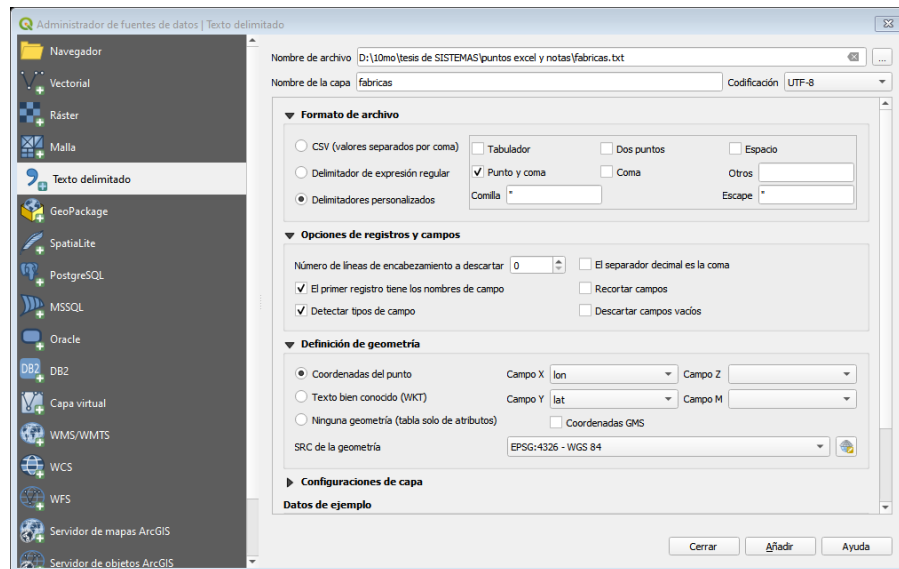 Administrador de fuentes de datos | Texto delimitado
Navegador
Vectorial
Ráster
Malla
Texto delimitado
GeoPackage
SpatiaLite
PostgreSQL
MSSQL
Oracle
DB2 DB2
Capa virtual
WMS/WMTS
WCS
WFS
Servidor de mapas ArcGIS
Servidor de objetos ArcGIS
Nombre de archivo D:\10mo\tesis de SISTEMAS\puntos excel y notas\fabricas.txt ...
Nombre de la capa fabricas Codificación UTF-8
Formato de archivo
CSV (valores separados por coma) Tabulador Dos puntos Espacio
Delimitador de expresión regular Punto y coma Coma Otros
Delimitadores personalizados Comilla " Escape "
Opciones de registros y campos
Número de líneas de encabezamiento a descartar 0 El separador decimal es la coma
El primer registro tiene los nombres de campo Recortar campos
Detectar tipos de campo Descartar campos vacíos
Definición de geometría
Coordenadas del punto Campo X lon Campo Z
Texto bien conocido (WKT) Campo Y lat Campo M
Ninguna geometría (tabla solo de atributos) Coordenadas GMS
SRC de la geometría EPSG:4326 - WGS 84
Configuraciones de capa
Datos de ejemplo
Cerrar Añadir Ayuda